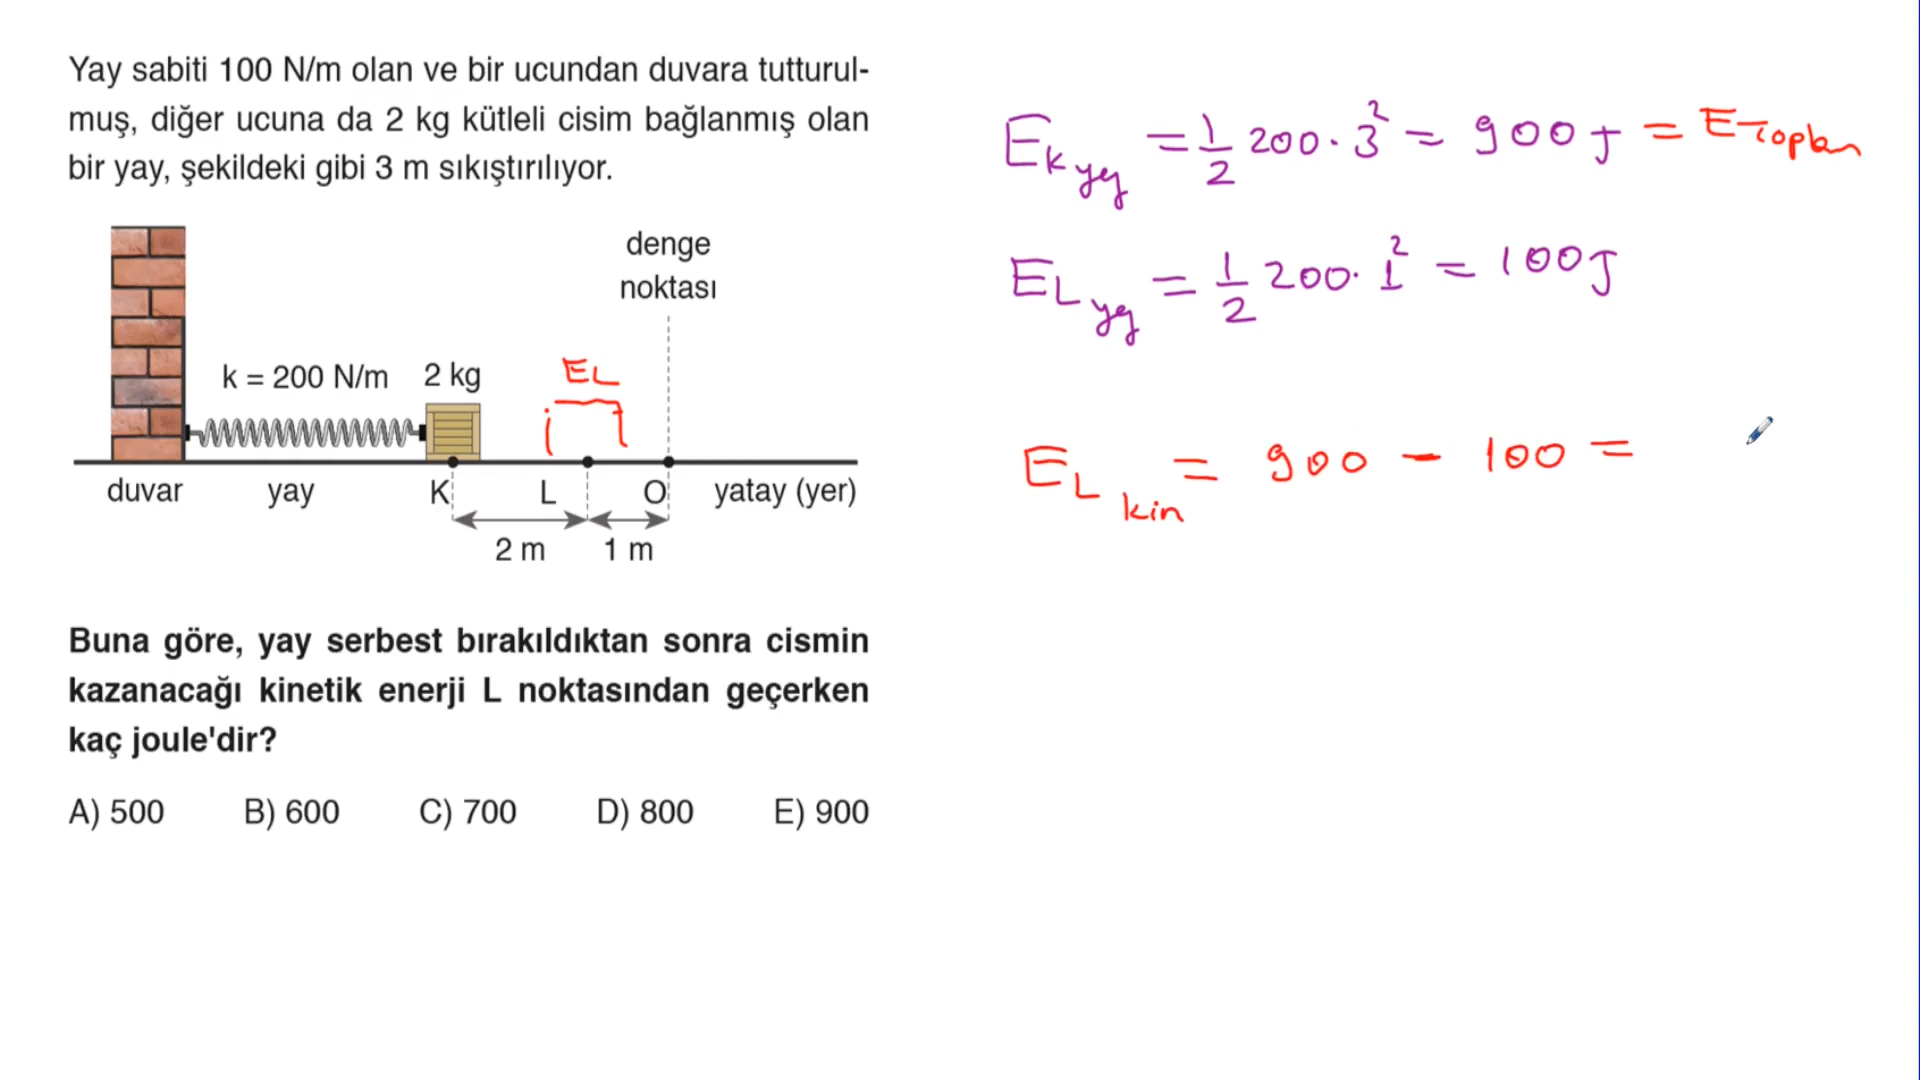 Yay sabiti 100 N/m olan ve bir ucundan duvara tutturul-
muş, diğer ucuna da 2 kg kütleli cisim bağlanmış olan
bir yay, şekildeki gibi 3 m sıkıştırılıyor.
denge
noktası
k = 200 N/m 2 kg
EL
duvar yay K L O yatay (yer)
2 m 1 m
Buna göre, yay serbest bırakıldıktan sonra cismin
kazanacağı kinetik enerji L noktasından geçerken
kaç joule'dir?
A) 500 B) 600 C) 700 D) 800 E) 900
EK yay = 1/2 200 · 3² = 900 J = E Toplam
EL yay = 1/2 200 · 1² = 100 J
EL kin = 900 - 100 =